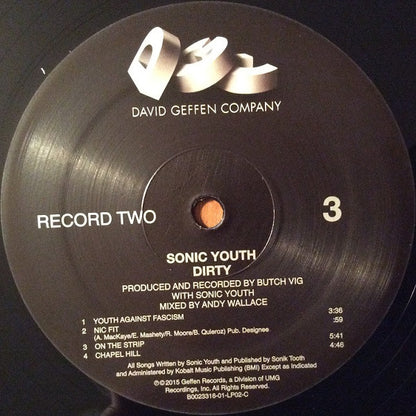 DGC
DAVID GEFFEN COMPANY
RECORD TWO
3
SONIC YOUTH
DIRTY
PRODUCED AND RECORDED BY BUTCH VIG
WITH SONIC YOUTH
MIXED BY ANDY WALLACE
1 YOUTH AGAINST FASCISM 3:36
2 NIC FIT :59
(A. MacKaye/E. Mashety/R. Moore/B. Quieroz) Pub. Designee
3 ON THE STRIP 5:41
4 CHAPEL HILL 4:46
All Songs Written by Sonic Youth and Published by Sonik Tooth
and Administered by Kobalt Music Publishing (BMI) Except as Indicated
℗©2015 Geffen Records, a Division of UMG
Recordings, Inc. All Rights Reserved.
B0023318-01-LP02-C